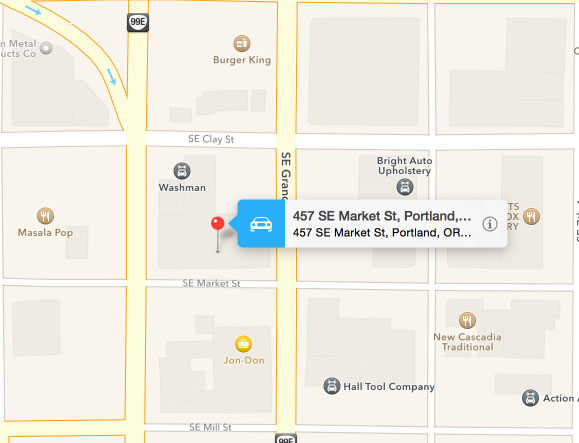 99E
n Metal
ucts Co
Burger King
SE Clay St
Bright Auto
Upholstery
SE Grand
Washman
457 SE Market St, Portland,...
457 SE Market St, Portland, OR...
TS
OX
RY
Masala Pop
SE Market St
New Cascadia
Traditional
Jon-Don
Hall Tool Company
Action A
SE Mill St
99E